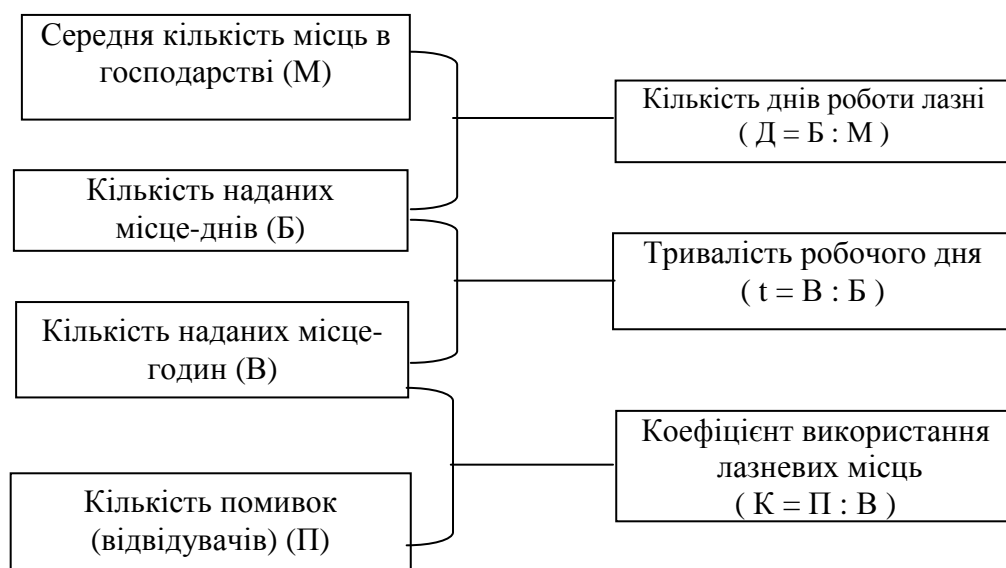 Середня кількість місць в
господарстві (М)
Кількість наданих
місце-днів (Б)
Кількість наданих місце-
годин (В)
Кількість помивок
(відвідувачів) (П)
Кількість днів роботи лазні
( Д = Б : М )
Тривалість робочого дня
( t = В : Б )
Коефіцієнт використання
лазневих місць
( К = П : В )